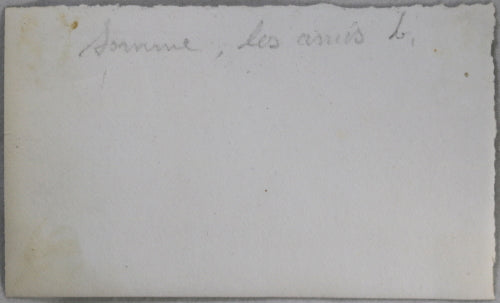 Somme, les amis L.